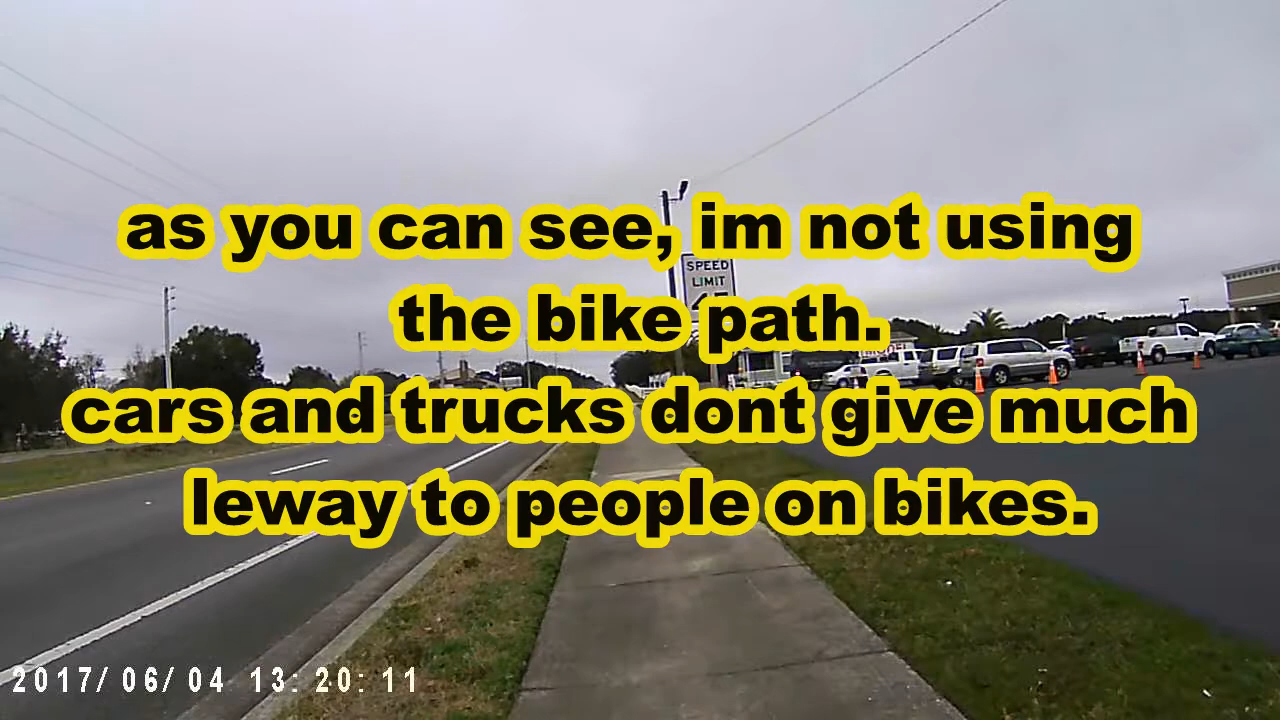 as you can see, im not using
SPEED
LIMIT
the bike path.
cars and trucks dont give much
leway to people on bikes.
2017/06/04 13:20:11